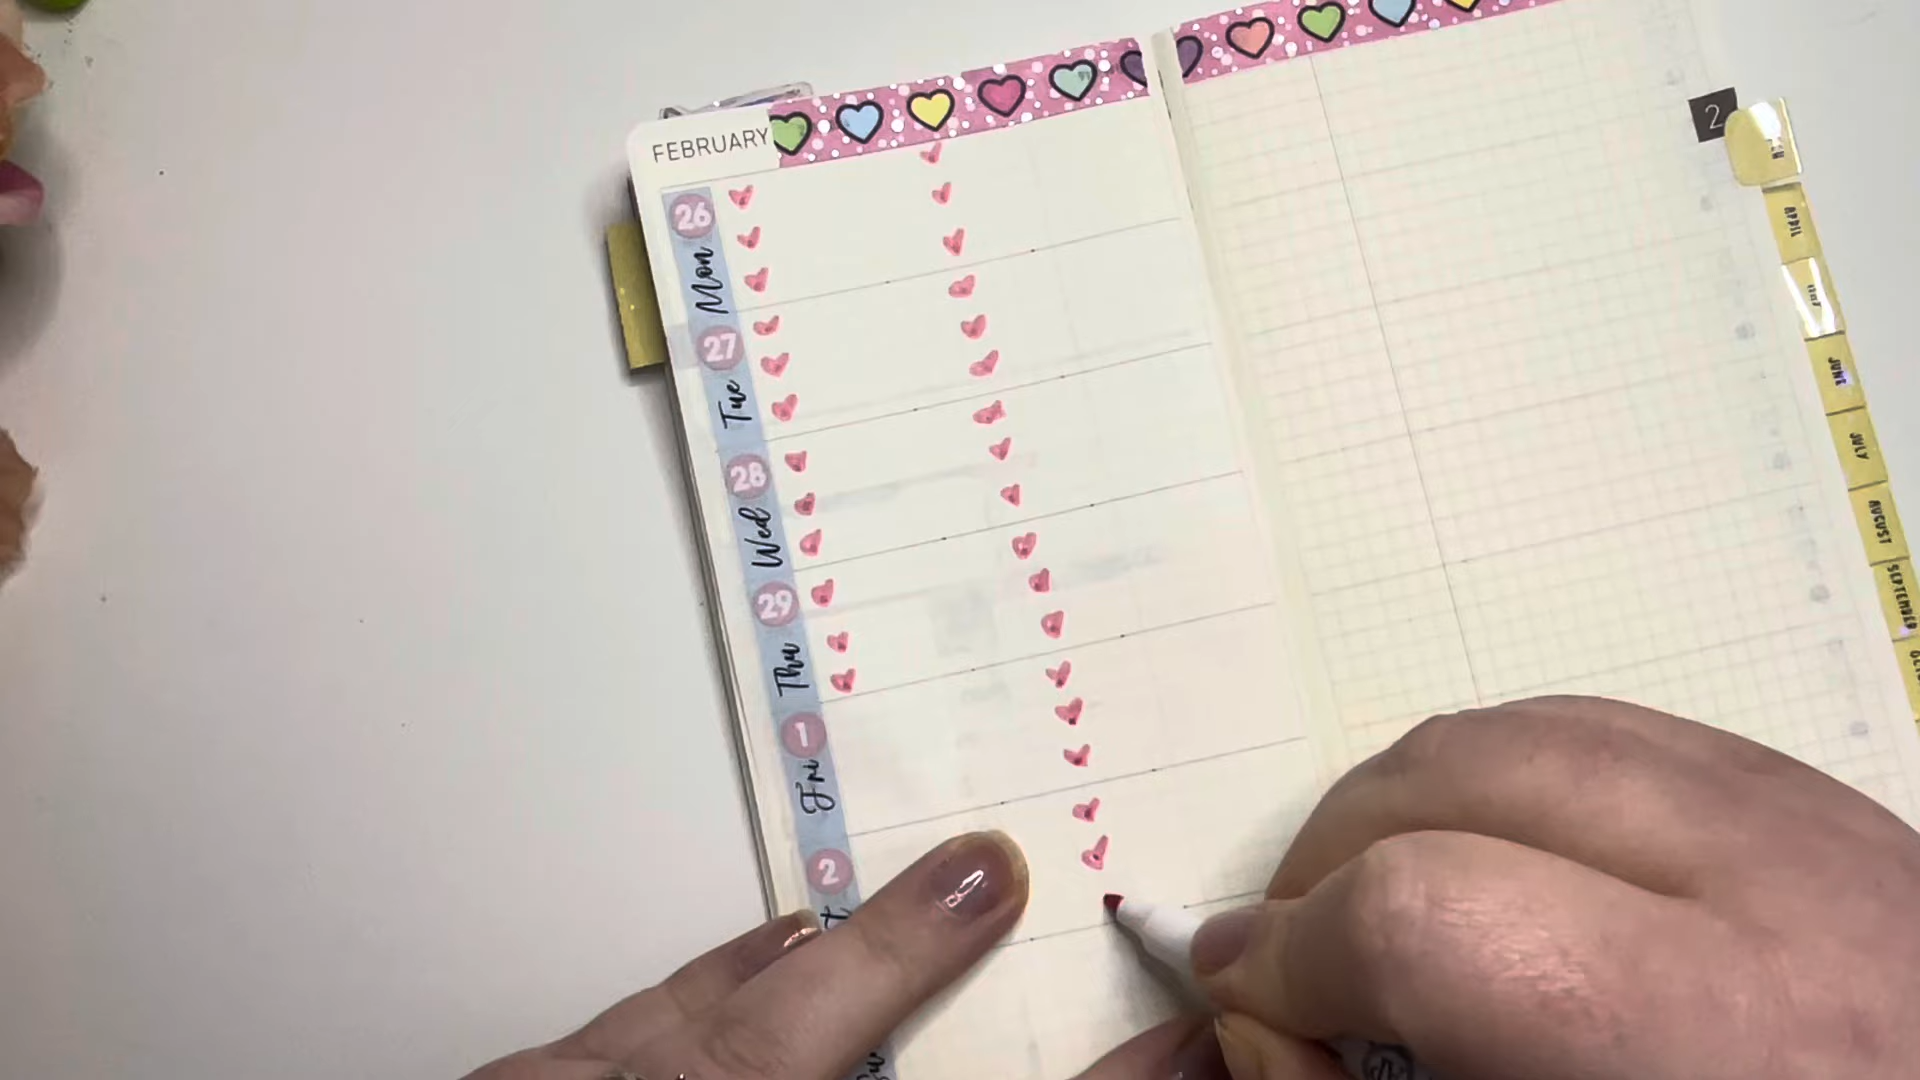 FEBRUARY
2
26
Mon
27
Tue
28
Wed
29
Thu
1
Fri
2
APRIL
JUNE
JULY
AUGUST
SEPTEMBER